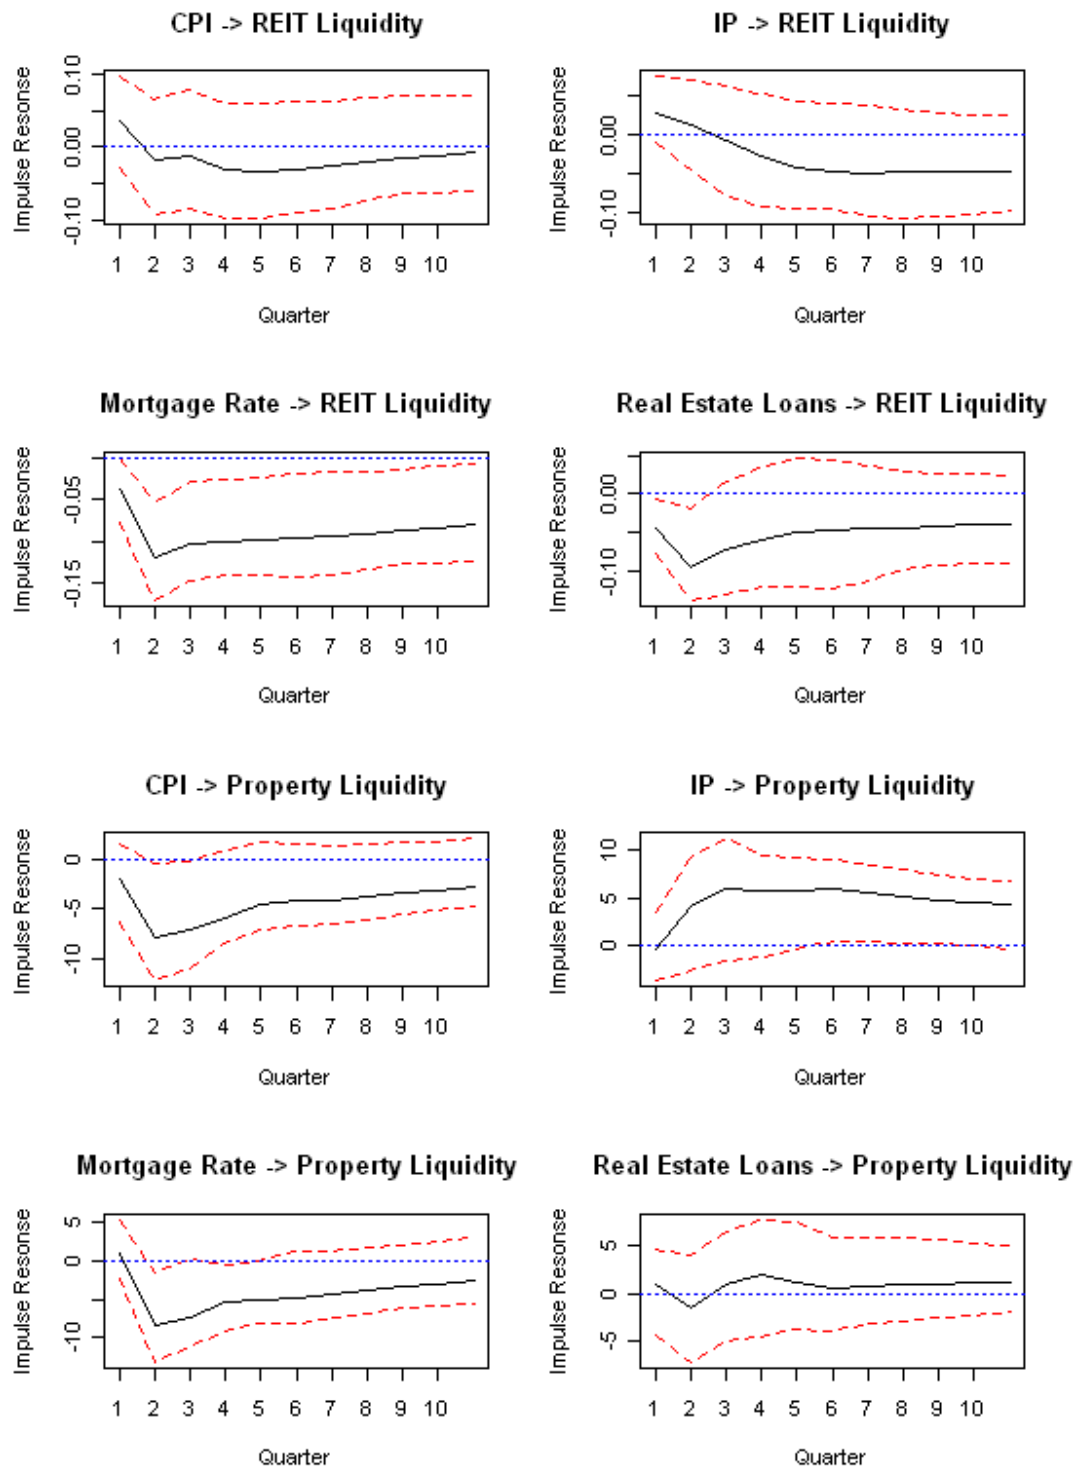 CPI -> REIT Liquidity
Impulse Resonse
0.10
0.00
-0.10
1 2 3 4 5 6 7 8 9 10
Quarter
IP -> REIT Liquidity
Impulse Resonse
0.00
-0.10
1 2 3 4 5 6 7 8 9 10
Quarter
Mortgage Rate -> REIT Liquidity
Impulse Resonse
-0.05
-0.15
1 2 3 4 5 6 7 8 9 10
Quarter
Real Estate Loans -> REIT Liquidity
Impulse Resonse
0.00
-0.10
1 2 3 4 5 6 7 8 9 10
Quarter
CPI -> Property Liquidity
Impulse Resonse
0
-5
-10
1 2 3 4 5 6 7 8 9 10
Quarter
IP -> Property Liquidity
Impulse Resonse
10
5
0
1 2 3 4 5 6 7 8 9 10
Quarter
Mortgage Rate -> Property Liquidity
Impulse Resonse
5
0
-10
1 2 3 4 5 6 7 8 9 10
Quarter
Real Estate Loans -> Property Liquidity
Impulse Resonse
5
0
-5
1 2 3 4 5 6 7 8 9 10
Quarter